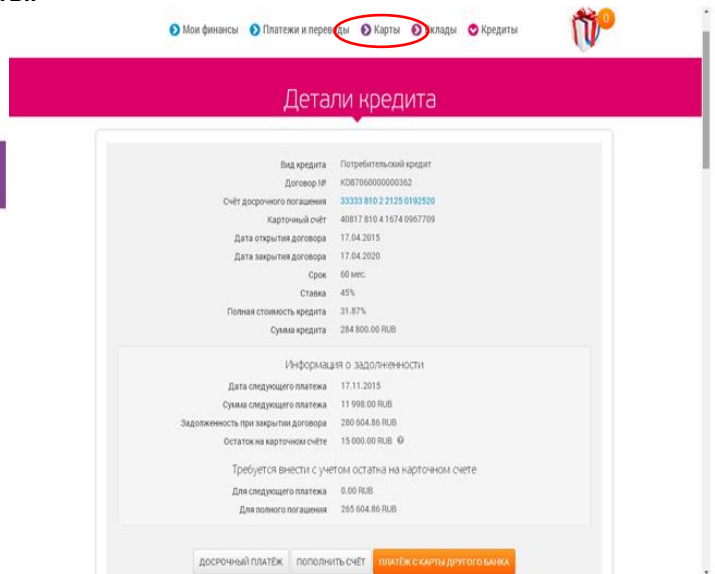 Мои финансы Платежи и переводы Карты Вклады Кредиты 0
Детали кредита
Вид кредита Потребительский кредит
Договор № KD87060000000362
Счёт досрочного погашения 33333 810 2 2125 0192520
Карточный счёт 40817 810 4 1674 0967709
Дата открытия договора 17.04.2015
Дата закрытия договора 17.04.2020
Срок 60 мес.
Ставка 45%
Полная стоимость кредита 31.87%
Сумма кредита 284 800.00 RUB
Информация о задолженности
Дата следующего платежа 17.11.2015
Сумма следующего платежа 11 998.00 RUB
Задолженность при закрытии договора 280 604.86 RUB
Остаток на карточном счёте 15 000.00 RUB
Требуется внести с учетом остатка на карточном счете
Для следующего платежа 0.00 RUB
Для полного погашения 265 604.86 RUB
ДОСРОЧНЫЙ ПЛАТЁЖ ПОПОЛНИТЬ СЧЁТ ПЛАТЁЖ С КАРТЫ ДРУГОГО БАНКА